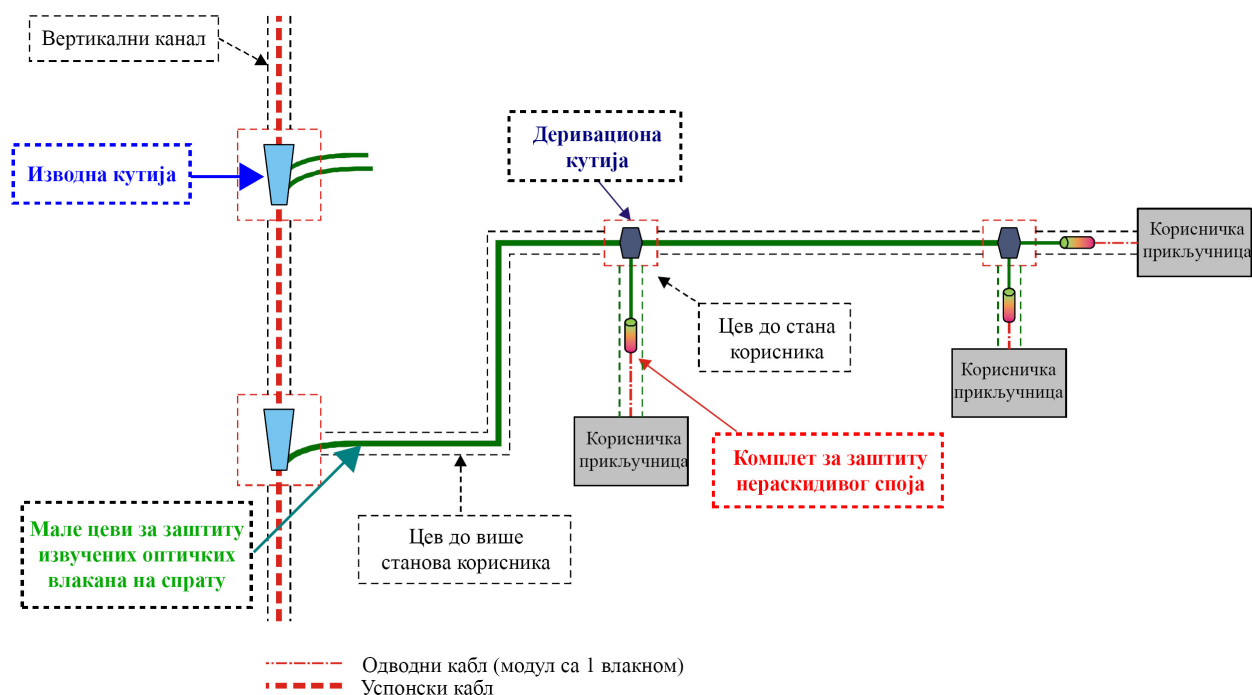 Вертикални канал
Изводна кутија
Деривациона
кутија
Корисничка
прикључница
Цев до стана
корисника
Корисничка
прикључница
Корисничка
прикључница
Комплет за заштиту
нераскидивог споја
Мале цеви за заштиту
извучених оптичких
влакана на спрату
Цев до више
станова корисника
Одводни кабл (модул са 1 влакном)
Успонски кабл